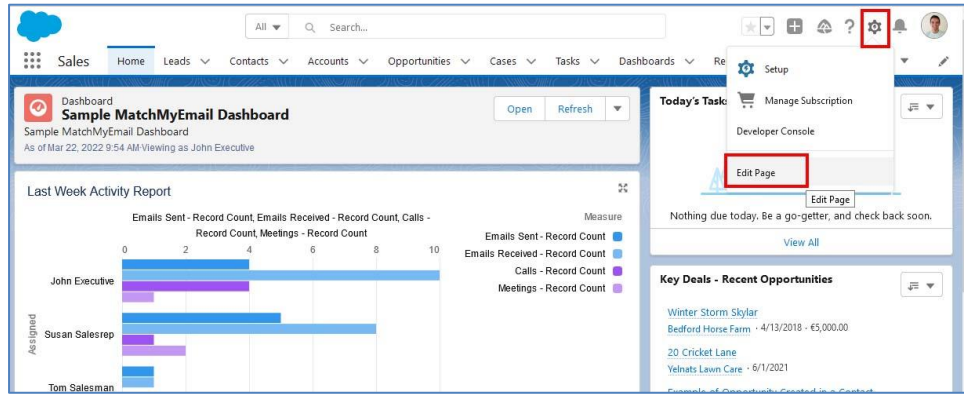 All
Search...
Sales
Home
Leads
Contacts
Accounts
Opportunities
Cases
Tasks
Dashboards
Re
Setup
Manage Subscription
Developer Console
Edit Page
Edit Page
Dashboard
Sample MatchMyEmail Dashboard
Sample MatchMyEmail Dashboard
As of Mar 22, 2022 9:54 AM·Viewing as John Executive
Open
Refresh
Last Week Activity Report
Emails Sent - Record Count, Emails Received - Record Count, Calls -
Record Count, Meetings - Record Count
0 2 4 6 8 10
Measure
Emails Sent - Record Count
Emails Received - Record Count
Calls - Record Count
Meetings - Record Count
Assigned
John Executive
Susan Salesrep
Tom Salesman
Today's Tasks
Nothing due today. Be a go-getter, and check back soon.
View All
Key Deals - Recent Opportunities
Winter Storm Skylar
Bedford Horse Farm · 4/13/2018 · €5,000.00
20 Cricket Lane
Yelnats Lawn Care · 6/1/2021
Example of Opportunity Created in a Contact